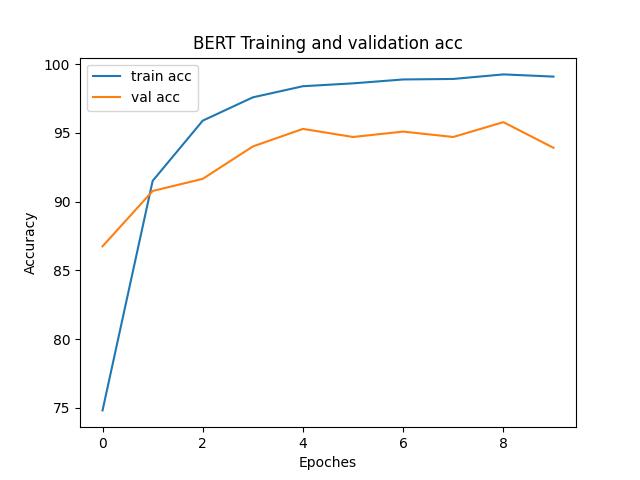 BERT Training and validation acc
train acc
val acc
100
95
90
85
80
75
Accuracy
0 2 4 6 8
Epoches